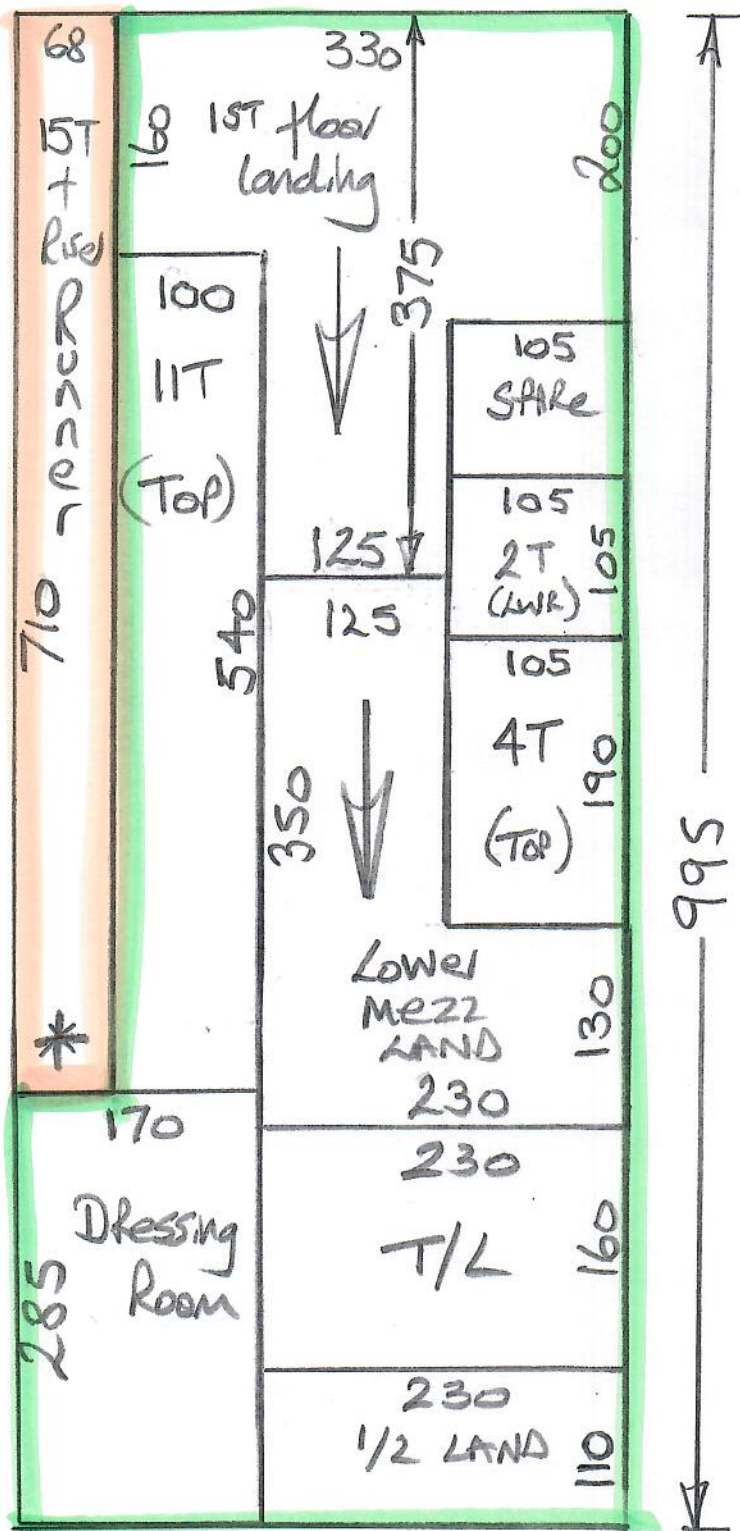 68
15T
+
Riser
Runner
710
*
160
330
1ST floor
landing
375
200
100
11T
(TOP)
540
105
SPARE
125
125
350
105
2T
(LWR)
105
105
4T
(TOP)
190
Lower
Mezz
LAND
230
130
995
170
Dressing
Room
285
230
T/L
160
230
1/2 LAND
110